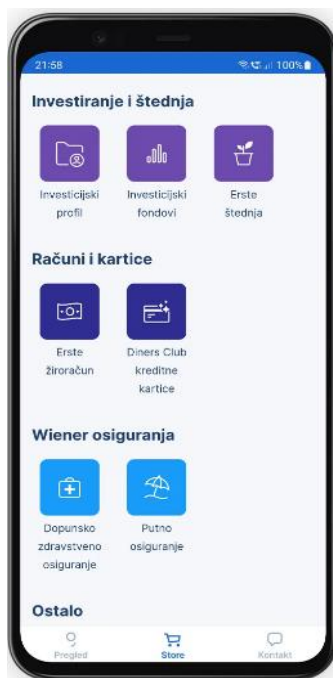 21:58 100%
Investiranje i štednja
Investicijski Investicijski Erste
profil fondovi štednja
Računi i kartice
Erste Diners Club
žiroračun kreditne
kartice
Wiener osiguranja
Dopunsko Putno
zdravstveno osiguranje
osiguranje
Ostalo
Pregled Store Kontakt